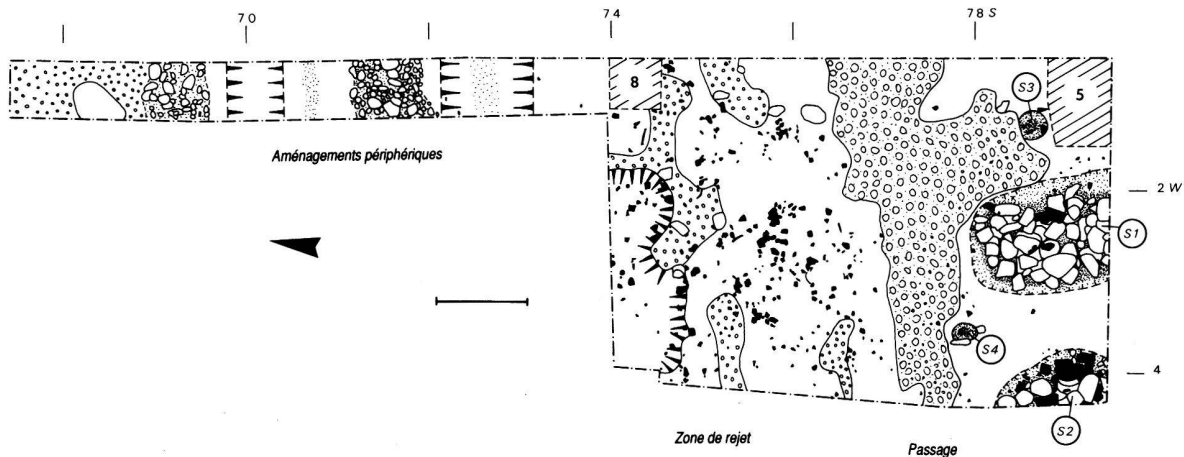 70
74
78 S
8
S3
5
Aménagements périphériques
2 W
S1
S4
4
S2
Zone de rejet
Passage